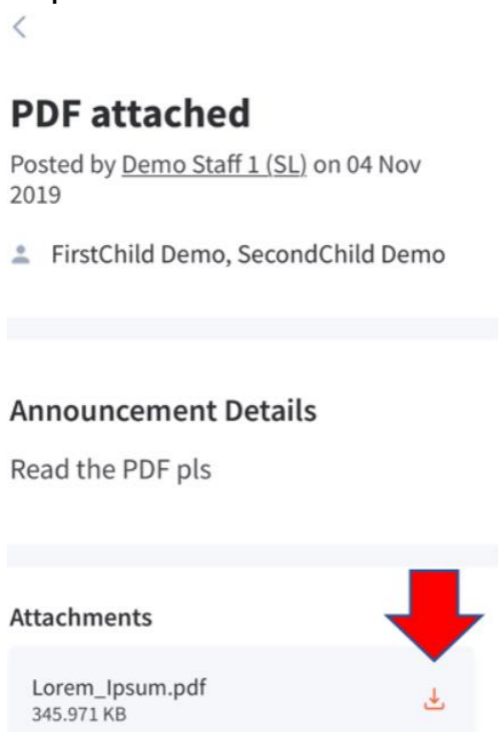 PDF attached
Posted by Demo Staff 1 (SL) on 04 Nov
2019
FirstChild Demo, SecondChild Demo
Announcement Details
Read the PDF pls
Attachments
Lorem_Ipsum.pdf
345.971 KB